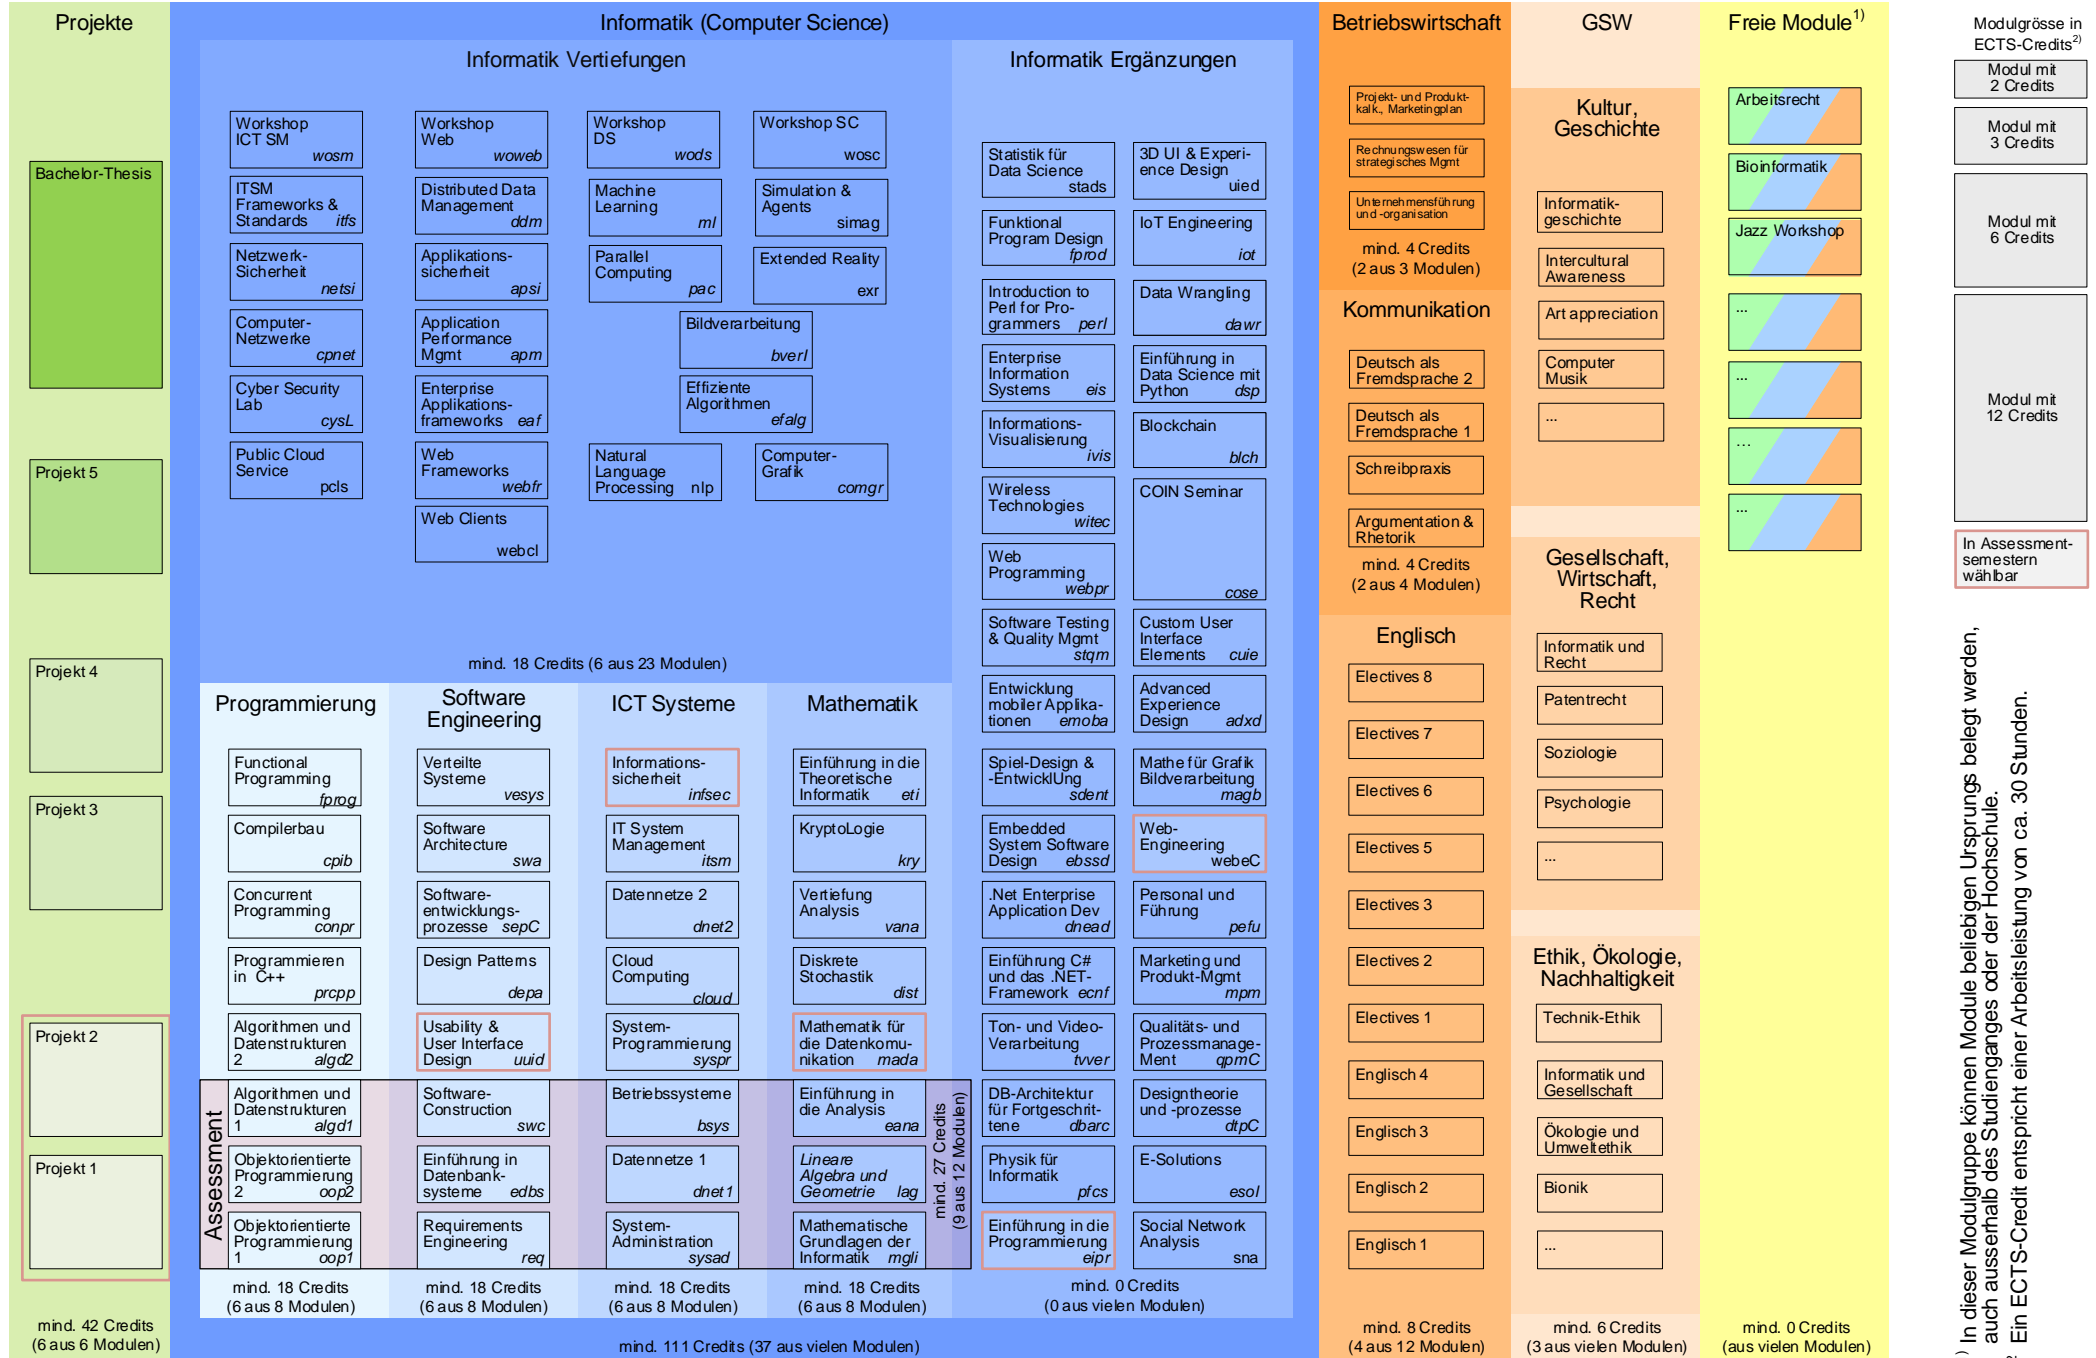 Projekte
Bachelor-Thesis
Projekt 5
Projekt 4
Projekt 3
Projekt 2
Projekt 1
mind. 42 Credits
(6 aus 6 Modulen)
Informatik (Computer Science)
Informatik Vertiefungen
Workshop
ICT SM
wosm
ITSM
Frameworks &
Standards itfs
Netzwerk-
Sicherheit
netsi
Computer-
Netzwerke
cpnet
Cyber Security
Lab
cysL
Public Cloud
Service
pcls
Workshop
Web
woweb
Distributed Data
Management
ddm
Applikations-
sicherheit
apsi
Application
Performance
Mgmt apm
Enterprise
Applikations-
frameworks eaf
Web
Frameworks
webfr
Web Clients
webcl
Workshop
DS
wods
Machine
Learning
ml
Parallel
Computing
pac
Workshop SC
wosc
Simulation &
Agents
simag
Extended Reality
exr
Bildverarbeitung
bverl
Effiziente
Algorithmen
efalg
Natural
Language
Processing nlp
Computer-
Grafik
comgr
mind. 18 Credits (6 aus 23 Modulen)
Programmierung
Functional
Programming
fprog
Compilerbau
cpib
Concurrent
Programming
conpr
Programmieren
in C++
prcpp
Algorithmen und
Datenstrukturen
2 algd2
Assessment
Algorithmen und
Datenstrukturen
1 algd1
Objektorientierte
Programmierung
2 oop2
Objektorientierte
Programmierung
1 oop1
mind. 18 Credits
(6 aus 8 Modulen)
Software
Engineering
Verteilte
Systeme
vesys
Software
Architecture
swa
Software-
entwicklungs-
prozesse sepC
Design Patterns
depa
Usability &
User Interface
Design uuid
Software-
Construction
swc
Einführung in
Datenbank-
systeme edbs
Requirements
Engineering
req
mind. 18 Credits
(6 aus 8 Modulen)
ICT Systeme
Informations-
sicherheit
infsec
IT System
Management
itsm
Datennetze 2
dnet2
Cloud
Computing
cloud
System-
Programmierung
syspr
Betriebssysteme
bsys
Datennetze 1
dnet1
System-
Administration
sysad
mind. 18 Credits
(6 aus 8 Modulen)
Mathematik
Einführung in die
Theoretische
Informatik eti
KryptoLogie
kry
Vertiefung
Analysis
vana
Diskrete
Stochastik
dist
Mathematik für
die Datenkomu-
nikation mada
Einführung in
die Analysis
eana
Lineare
Algebra und
Geometrie lag
Mathematische
Grundlagen der
Informatik mgli
mind. 18 Credits
(6 aus 8 Modulen)
mind. 27 Credits
(9 aus 12 Modulen)
Informatik Ergänzungen
Statistik für
Data Science
stads
Funktional
Program Design
fprod
Introduction to
Perl for Pro-
grammers perl
Enterprise
Information
Systems eis
Informations-
Visualisierung
ivis
Wireless
Technologies
witec
Web
Programming
webpr
Software Testing
& Quality Mgmt
stqm
Entwicklung
mobiler Applika-
tionen emoba
Spiel-Design &
-EntwicklUng
sdent
Embedded
System Software
Design ebssd
.Net Enterprise
Application Dev
dnead
Einführung C#
und das .NET-
Framework ecnf
Ton- und Video-
Verarbeitung
tvver
DB-Architektur
für Fortgeschrit-
tene dbarc
Physik für
Informatik
pfcs
Einführung in die
Programmierung
eipr
3D UI & Experi-
ence Design
uied
IoT Engineering
iot
Data Wrangling
dawr
Einführung in
Data Science mit
Python dsp
Blockchain
blch
COIN Seminar
cose
Custom User
Interface
Elements cuie
Advanced
Experience
Design adxd
Mathe für Grafik
Bildverarbeitung
magb
Web-
Engineering
webeC
Personal und
Führung
pefu
Marketing und
Produkt-Mgmt
mpm
Qualitäts- und
Prozessmanage-
Ment qpmC
Designtheorie
und -prozesse
dtpC
E-Solutions
esol
Social Network
Analysis
sna
mind. 0 Credits
(0 aus vielen Modulen)
mind. 111 Credits (37 aus vielen Modulen)
Betriebswirtschaft
Projekt- und Produkt-
kalk., Marketingplan
Rechnungswesen für
strategisches Mgmt
Unternehmensführung
und -organisation
mind. 4 Credits
(2 aus 3 Modulen)
Kommunikation
Deutsch als
Fremdsprache 2
Deutsch als
Fremdsprache 1
Schreibpraxis
Argumentation &
Rhetorik
mind. 4 Credits
(2 aus 4 Modulen)
Englisch
Electives 8
Electives 7
Electives 6
Electives 5
Electives 3
Electives 2
Electives 1
Englisch 4
Englisch 3
Englisch 2
Englisch 1
mind. 8 Credits
(4 aus 12 Modulen)
GSW
Kultur,
Geschichte
Informatik-
geschichte
Intercultural
Awareness
Art appreciation
Computer
Musik
...
Gesellschaft,
Wirtschaft,
Recht
Informatik und
Recht
Patentrecht
Soziologie
Psychologie
...
Ethik, Ökologie,
Nachhaltigkeit
Technik-Ethik
Informatik und
Gesellschaft
Ökologie und
Umweltethik
Bionik
...
mind. 6 Credits
(3 aus vielen Modulen)
Freie Module1)
Arbeitsrecht
Bioinformatik
Jazz Workshop
...
...
...
...
mind. 0 Credits
(aus vielen Modulen)
Modulgrösse in
ECTS-Credits2)
Modul mit
2 Credits
Modul mit
3 Credits
Modul mit
6 Credits
Modul mit
12 Credits
In Assessment-
semestern
wählbar
In dieser Modulgruppe können Module beliebigen Ursprungs belegt werden,
auch ausserhalb des Studienganges oder der Hochschule.
Ein ECTS-Credit entspricht einer Arbeitsleistung von ca. 30 Stunden.